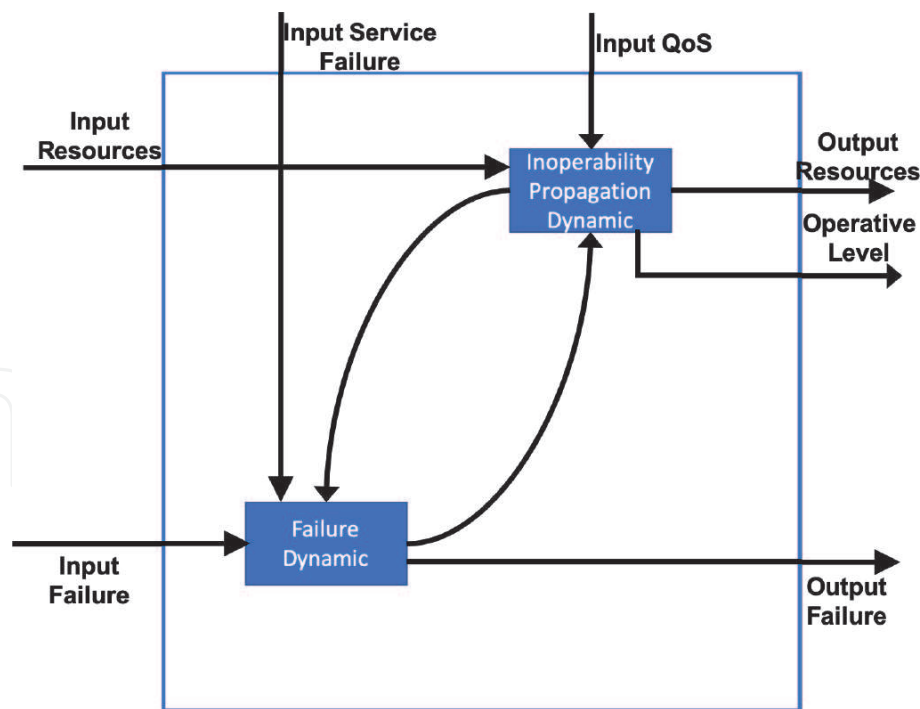 Input Service
Failure
Input QoS
Input
Resources
Inoperability
Propagation
Dynamic
Output
Resources
Operative
Level
Failure
Dynamic
Input
Failure
Output
Failure